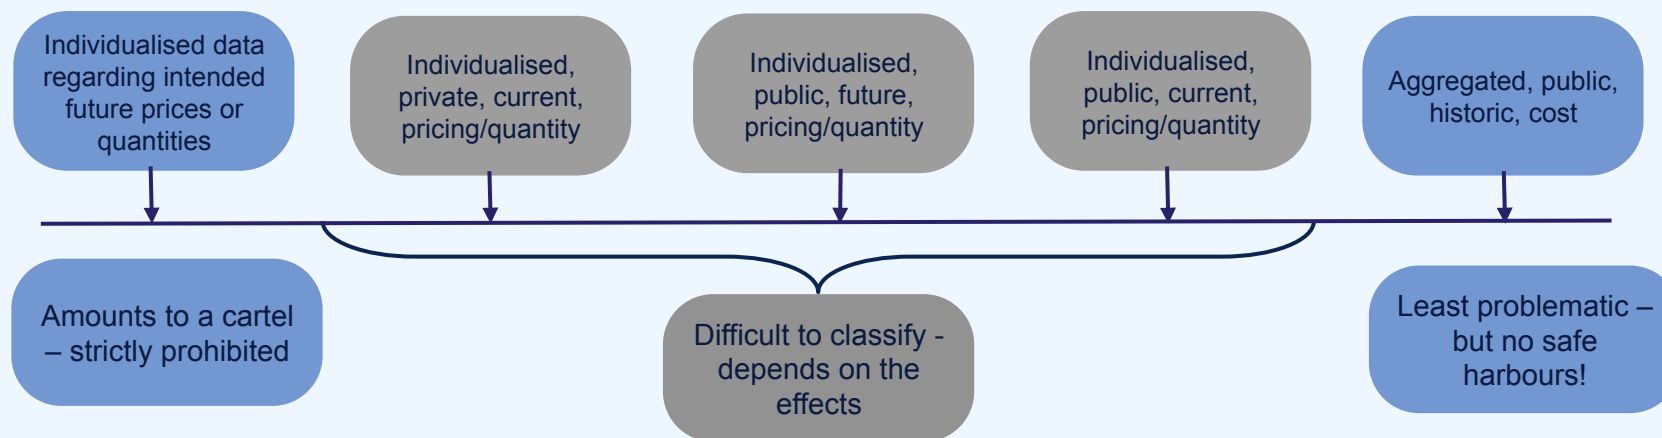 Individualised data
regarding intended
future prices or
quantities
Individualised,
private, current,
pricing/quantity
Individualised,
public, future,
pricing/quantity
Individualised,
public, current,
pricing/quantity
Aggregated, public,
historic, cost
Amounts to a cartel
– strictly prohibited
Difficult to classify -
depends on the
effects
Least problematic –
but no safe
harbours!